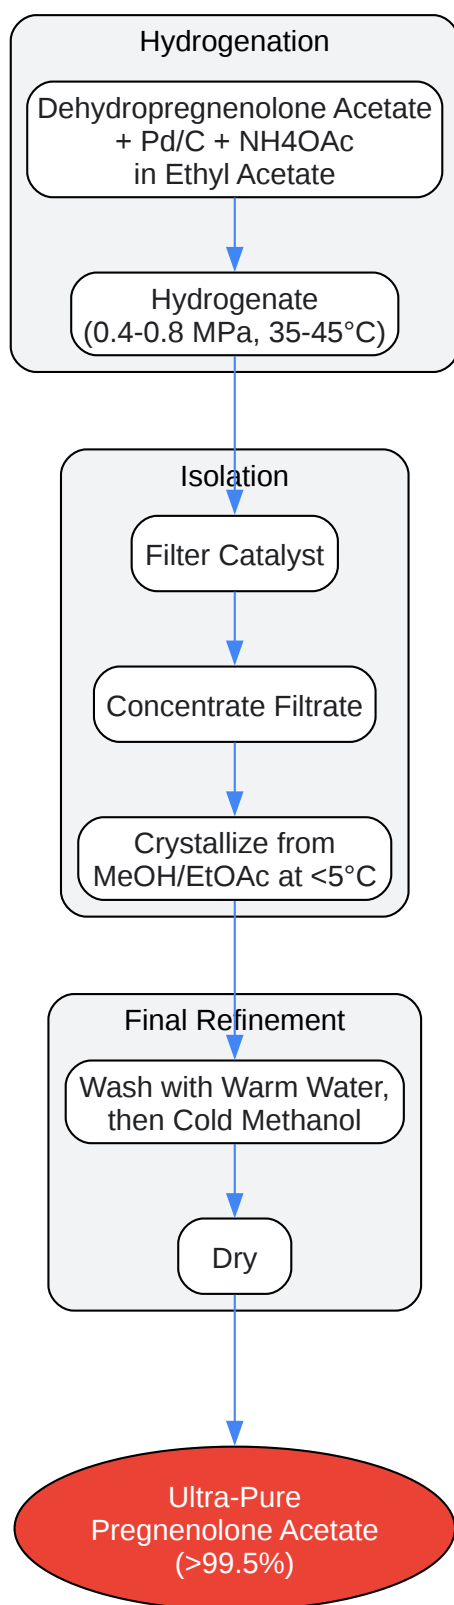 Hydrogenation
Dehydropregnenolone Acetate
+ Pd/C + NH4OAc
in Ethyl Acetate
Hydrogenate
(0.4-0.8 MPa, 35-45°C)
Isolation
Filter Catalyst
Concentrate Filtrate
Crystallize from
MeOH/EtOAc at <5°C
Final Refinement
Wash with Warm Water,
then Cold Methanol
Dry
Ultra-Pure
Pregnenolone Acetate
(>99.5%)